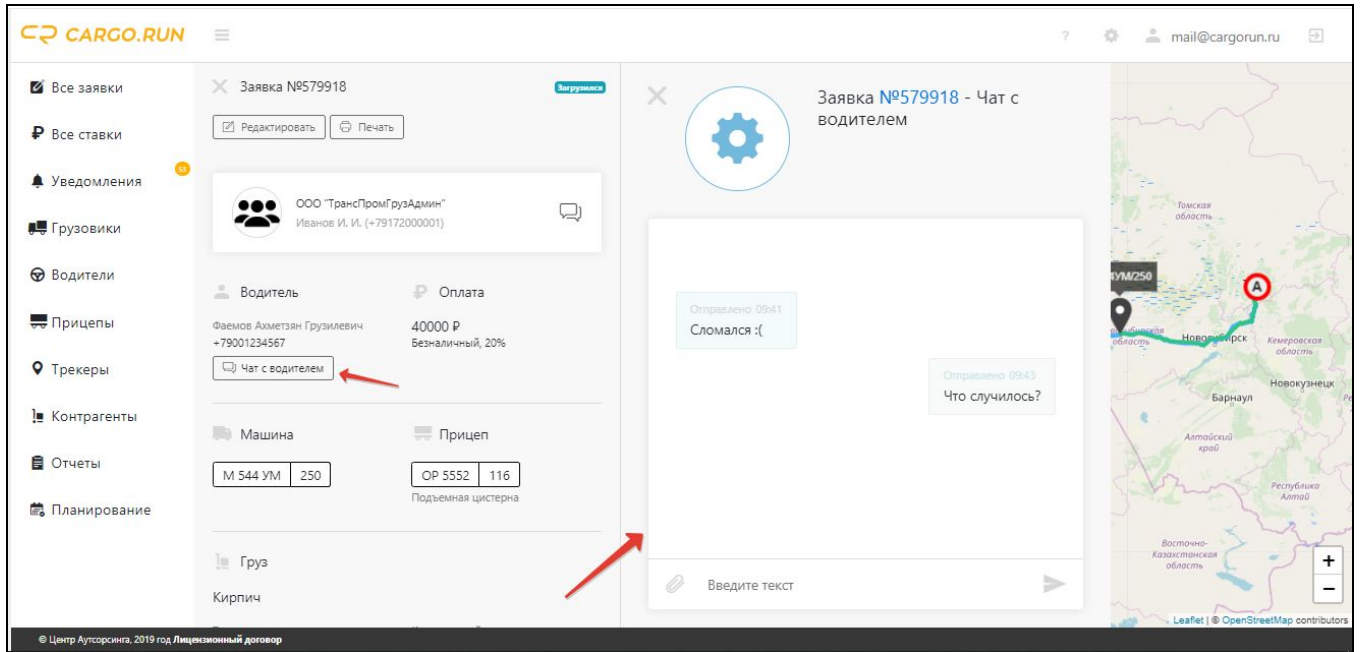 CARGO.RUN
?
mail@cargorun.ru
Все заявки
Все ставки
Уведомления
53
Грузовики
Водители
Прицепы
Трекеры
Контрагенты
Отчеты
Планирование
Заявка №579918
Загрузился
Редактировать
Печать
ООО "ТрансПромГрузАдмин"
Иванов И. И. (+79172000001)
Водитель
Оплата
Фаемов Ахметзян Грузилевич
+79001234567
40000 ₽
Безналичный, 20%
Чат с водителем
Машина
Прицеп
М 544 УМ 250
ОР 5552 116
Подъемная цистерна
Груз
Кирпич
Заявка №579918 - Чат с
водителем
Отправлено 09:41
Сломался :(
Отправлено 09:43
Что случилось?
Введите текст
Томская
область
УМ/250
A
область
Кемеровская
область
Новокузнецк
Барнаул
Алтайский
край
Республика
Алтай
Восточно-
Казахстанская
область
+
−
Leaflet | © OpenStreetMap contributors
© Центр Аутсорсинга, 2019 год Лицензионный договор